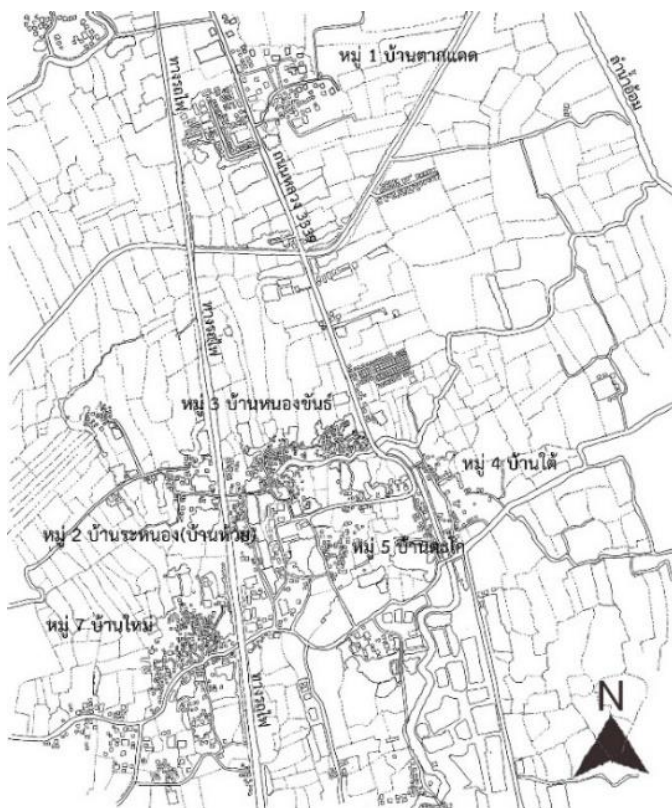 หมู่ 1 บ้านตากแดด
ทางรถไฟ
ลำน้ำอ้อม
ถนนหลวง 3339
ทางรถไฟ
หมู่ 3 บ้านหนองขันธ์
หมู่ 4 บ้านใต้
หมู่ 2 บ้านระหนอง(บ้านห้วย)
หมู่ 5 บ้านตะโก
หมู่ 7 บ้านใหม่
ทางรถไฟ
N